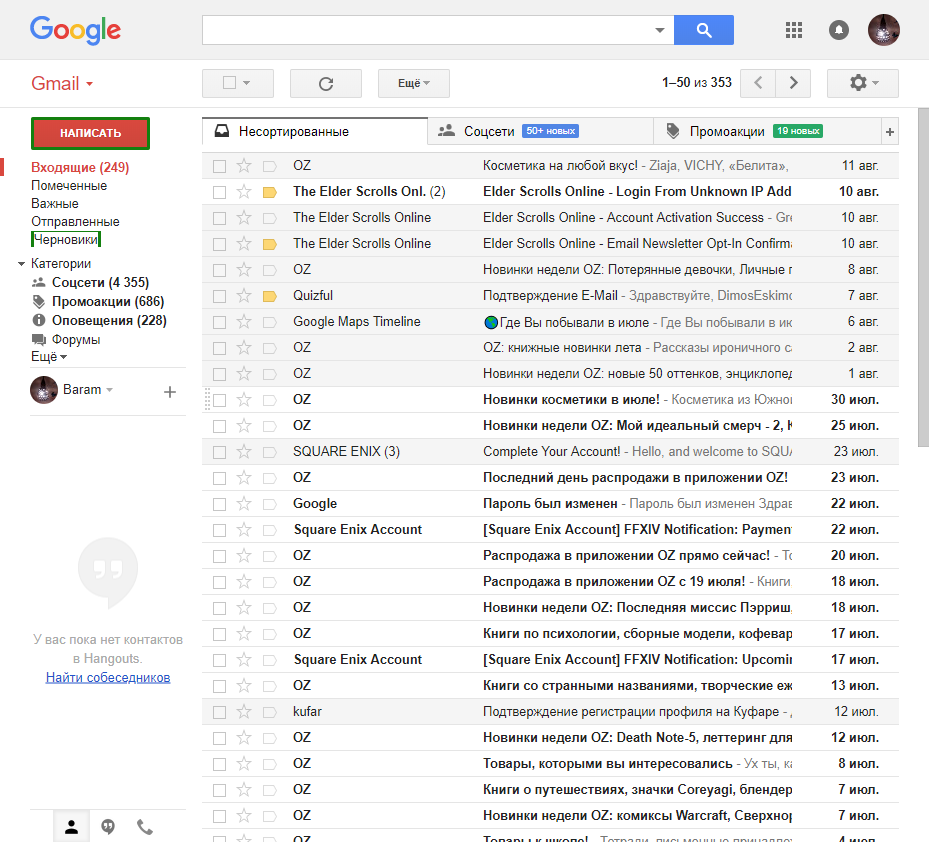 Google
Gmail
Ещё
1–50 из 353
НАПИСАТЬ
Входящие (249)
Помеченные
Важные
Отправленные
Черновики
Категории
Соцсети (4 355)
Промоакции (686)
Оповещения (228)
Форумы
Ещё
Baram
У вас пока нет контактов
в Hangouts.
Найти собеседников
Несортированные
Соцсети 50+ новых
Промоакции 19 новых
OZ Косметика на любой вкус! - Ziaja, VICHY, «Белита», 11 авг.
The Elder Scrolls Onl. (2) Elder Scrolls Online - Login From Unknown IP Add 10 авг.
The Elder Scrolls Online Elder Scrolls Online - Account Activation Success - Gre 10 авг.
The Elder Scrolls Online Elder Scrolls Online - Email Newsletter Opt-In Confirma 10 авг.
OZ Новинки недели OZ: Потерянные девочки, Личные г 8 авг.
Quizful Подтверждение E-Mail - Здравствуйте, DimosEskimo 7 авг.
Google Maps Timeline Где Вы побывали в июле - Где Вы побывали в ик 6 авг.
OZ OZ: книжные новинки лета - Рассказы ироничного са 2 авг.
OZ Новинки недели OZ: новые 50 оттенков, энциклопед 1 авг.
OZ Новинки косметики в июле! - Косметика из Южно 30 июл.
OZ Новинки недели OZ: Мой идеальный смерч - 2, К 25 июл.
SQUARE ENIX (3) Complete Your Account! - Hello, and welcome to SQUA 23 июл.
OZ Последний день распродажи в приложении OZ! 23 июл.
Google Пароль был изменен - Пароль был изменен Здрав 22 июл.
Square Enix Account [Square Enix Account] FFXIV Notification: Paymen 22 июл.
OZ Распродажа в приложении OZ прямо сейчас! - То 20 июл.
OZ Распродажа в приложении OZ с 19 июля! - Книги, 18 июл.
OZ Новинки недели OZ: Последняя миссис Пэрриш, 18 июл.
OZ Книги по психологии, сборные модели, кофевар 17 июл.
Square Enix Account [Square Enix Account] FFXIV Notification: Upcomin 17 июл.
OZ Книги со странными названиями, творческие еж 13 июл.
kufar Подтверждение регистрации профиля на Куфаре - 12 июл.
OZ Новинки недели OZ: Death Note-5, леттеринг для 12 июл.
OZ Товары, которыми вы интересовались - Ух ты, ка 8 июл.
OZ Книги о путешествиях, значки Coreyagi, блендер 7 июл.
OZ Новинки недели OZ: комиксы Warcraft, Сверхнор 7 июл.
OZ Товары к школе! - Тетради, письменные принадлеж 4 июл.